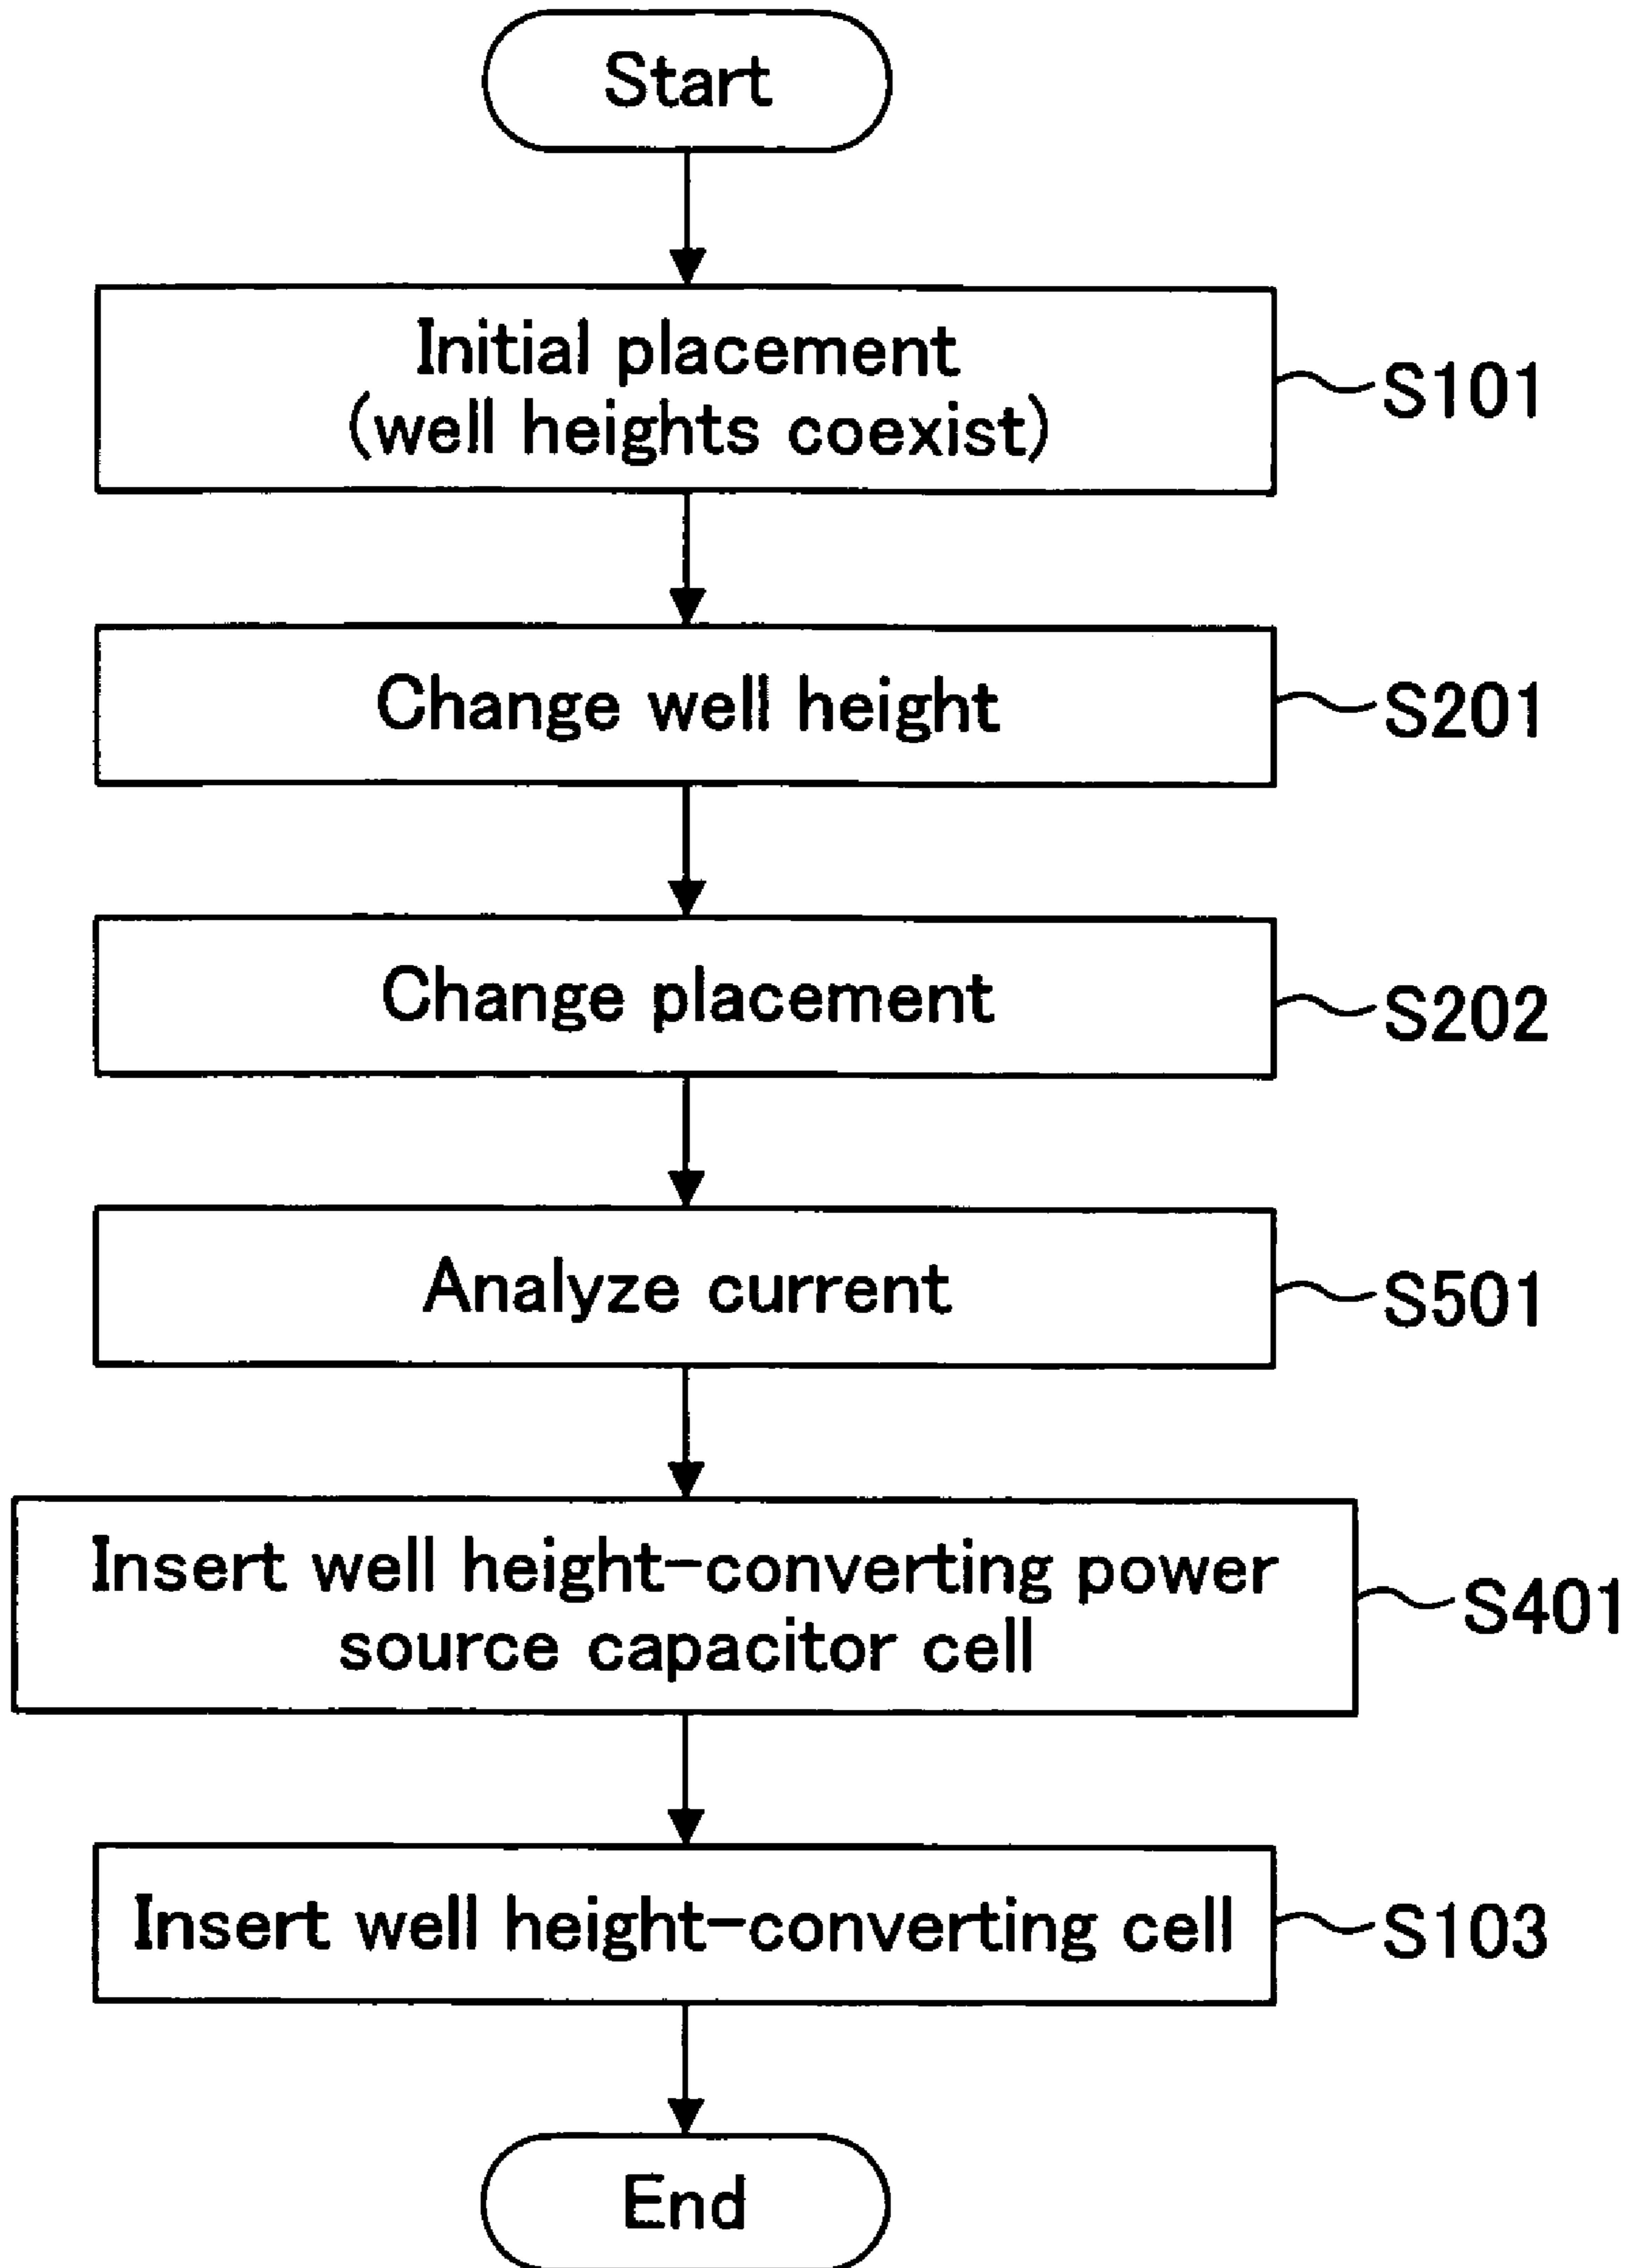 Start
Initial placement
(well heights coexist)
S101
Change well height
S201
Change placement
S202
Analyze current
S501
Insert well height-converting power
source capacitor cell
S401
Insert well height-converting cell
S103
End